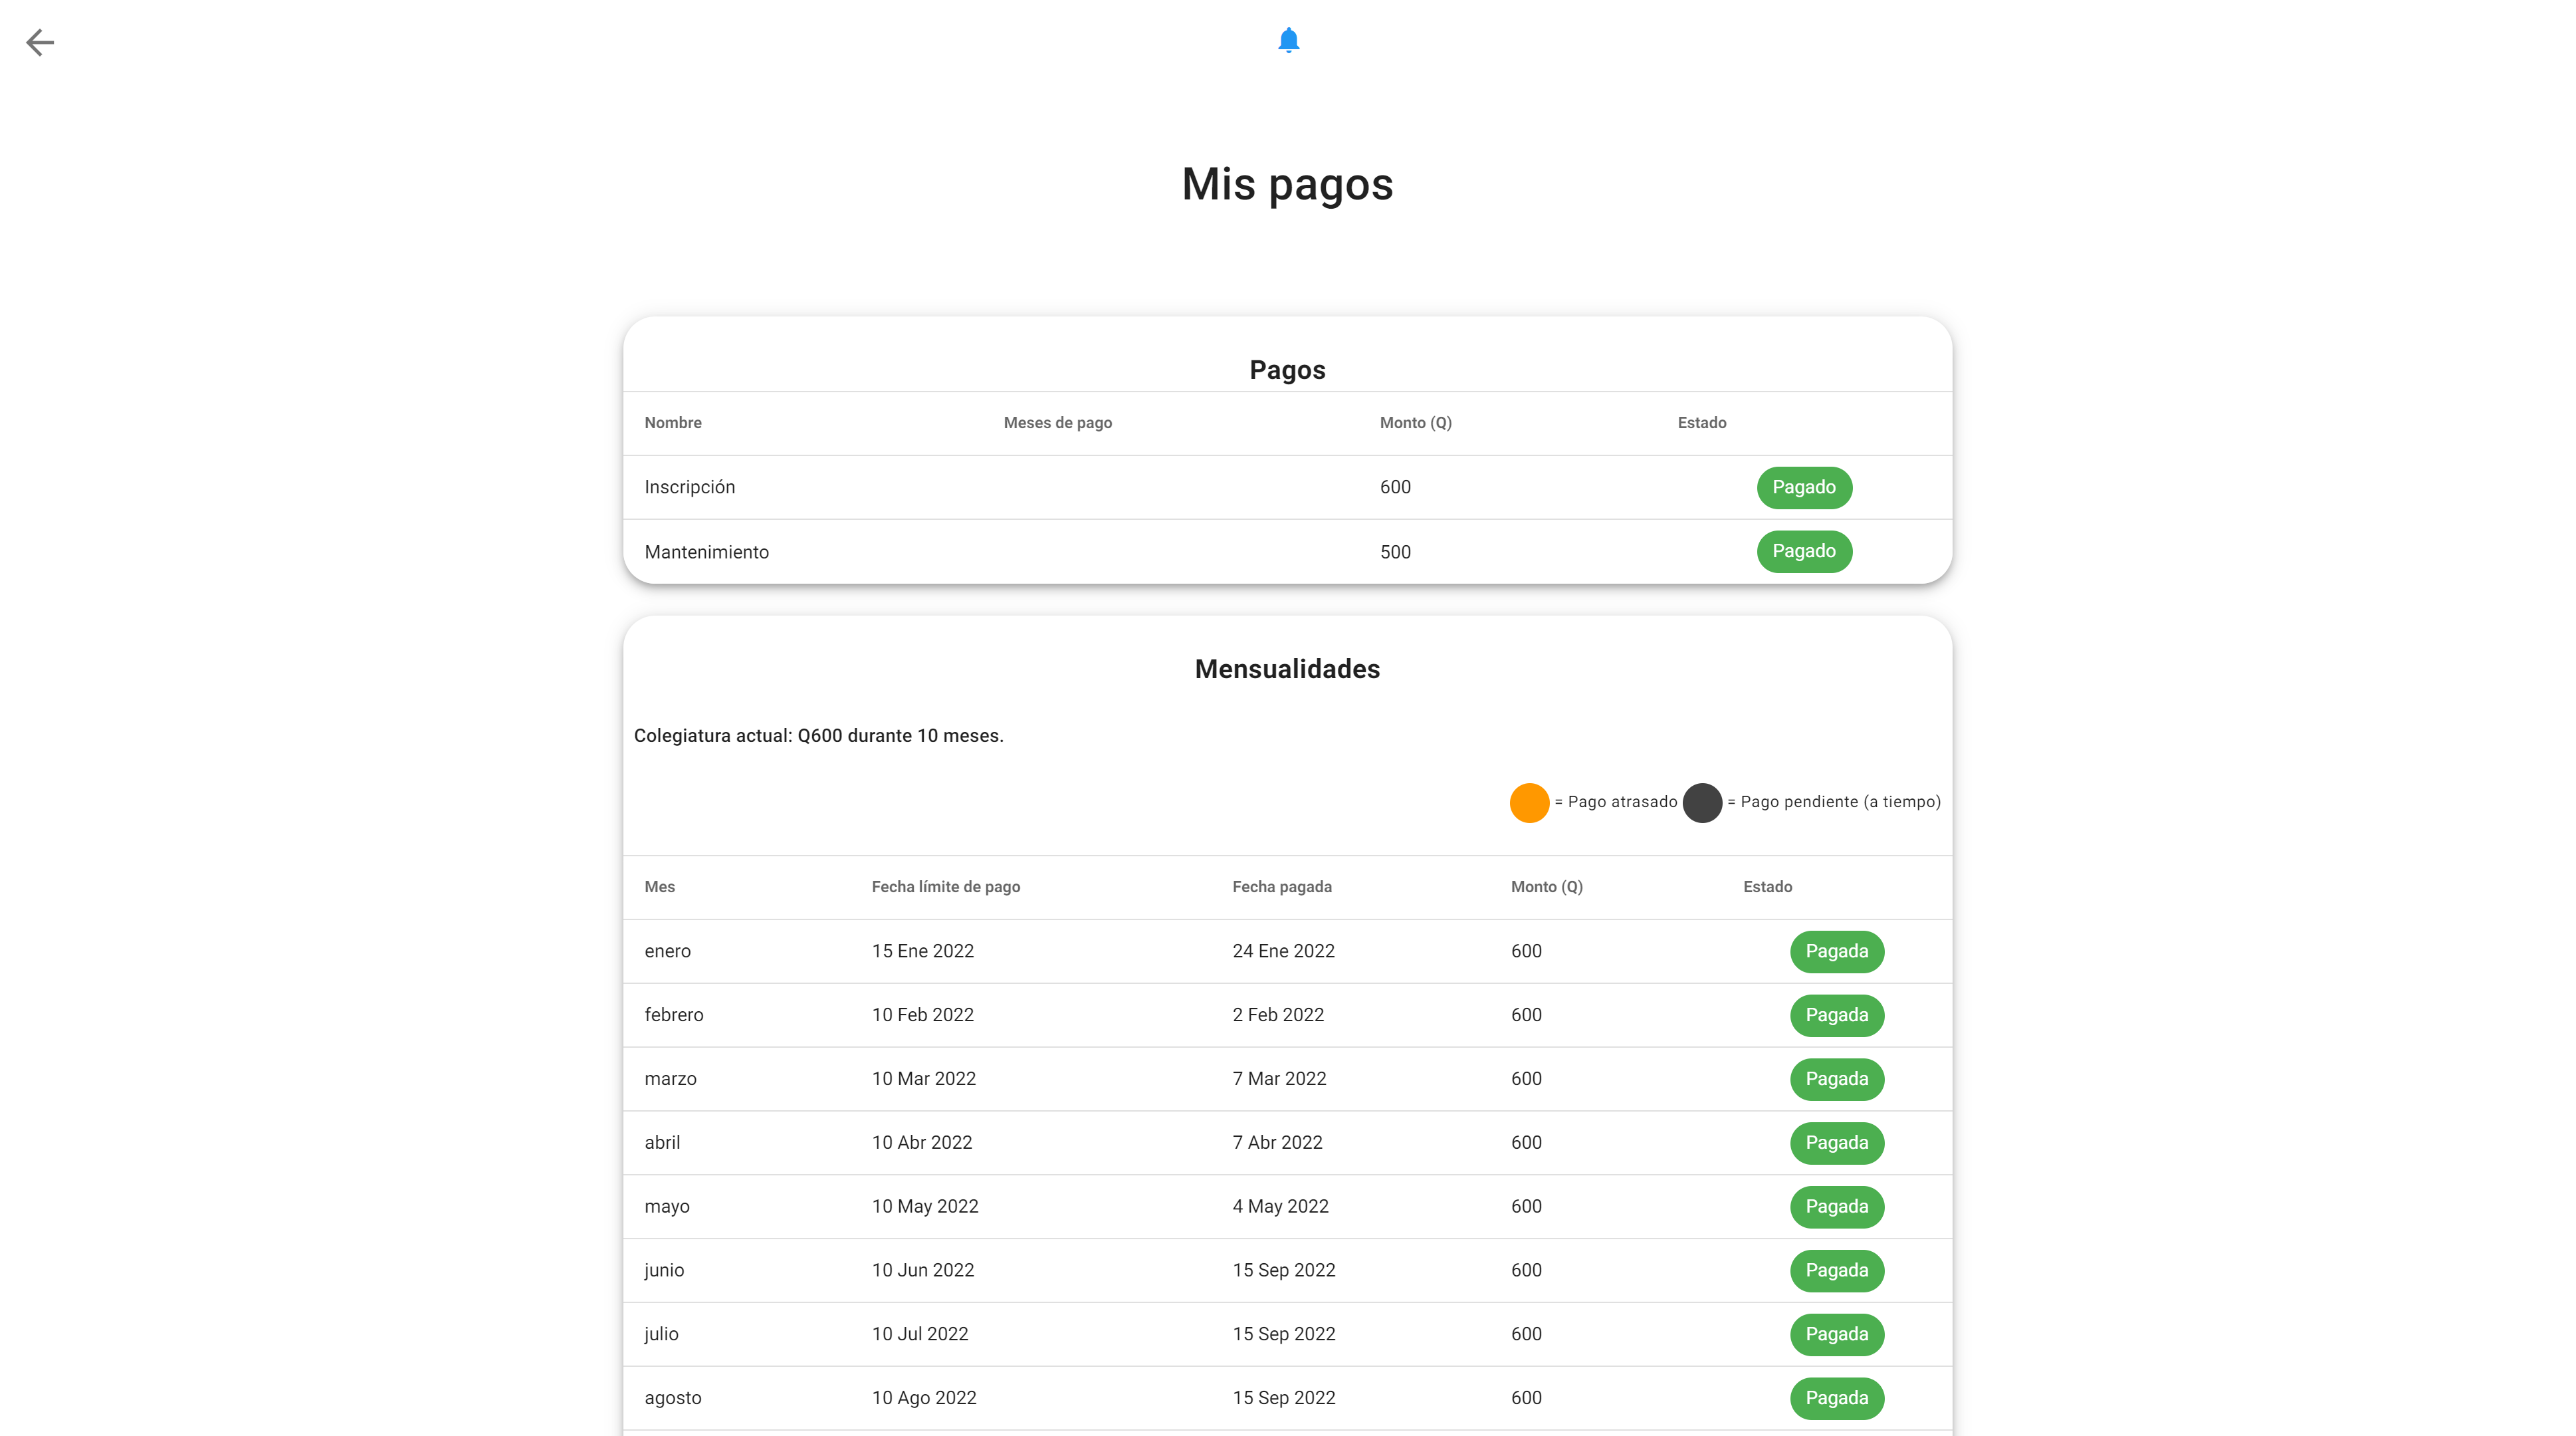 Mis pagos
Pagos
Nombre Meses de pago Monto (Q) Estado
Inscripción 600 Pagado
Mantenimiento 500 Pagado
Mensualidades
Colegiatura actual: Q600 durante 10 meses.
= Pago atrasado = Pago pendiente (a tiempo)
Mes Fecha límite de pago Fecha pagada Monto (Q) Estado
enero 15 Ene 2022 24 Ene 2022 600 Pagada
febrero 10 Feb 2022 2 Feb 2022 600 Pagada
marzo 10 Mar 2022 7 Mar 2022 600 Pagada
abril 10 Abr 2022 7 Abr 2022 600 Pagada
mayo 10 May 2022 4 May 2022 600 Pagada
junio 10 Jun 2022 15 Sep 2022 600 Pagada
julio 10 Jul 2022 15 Sep 2022 600 Pagada
agosto 10 Ago 2022 15 Sep 2022 600 Pagada